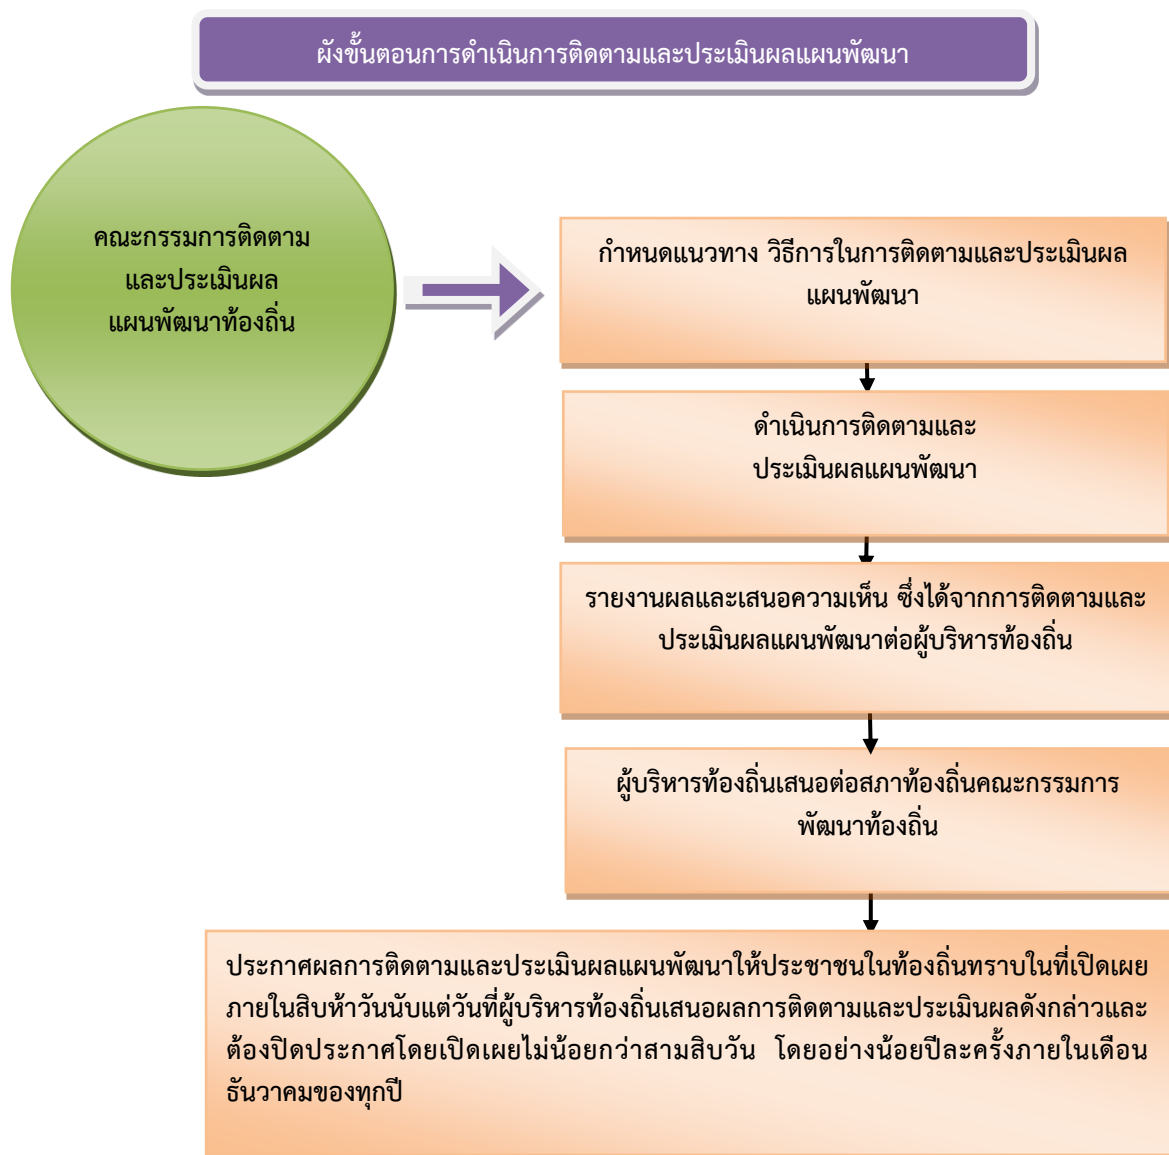 ผังขั้นตอนการดำเนินการติดตามและประเมินผลแผนพัฒนา
คณะกรรมการติดตาม
และประเมินผล
แผนพัฒนาท้องถิ่น
กำหนดแนวทาง วิธีการในการติดตามและประเมินผล
แผนพัฒนา
ดำเนินการติดตามและ
ประเมินผลแผนพัฒนา
รายงานผลและเสนอความเห็น ซึ่งได้จากการติดตามและ
ประเมินผลแผนพัฒนาต่อผู้บริหารท้องถิ่น
ผู้บริหารท้องถิ่นเสนอต่อสภาท้องถิ่นคณะกรรมการ
พัฒนาท้องถิ่น
ประกาศผลการติดตามและประเมินผลแผนพัฒนาให้ประชาชนในท้องถิ่นทราบในที่เปิดเผย
ภายในสิบห้าวันนับแต่วันที่ผู้บริหารท้องถิ่นเสนอผลการติดตามและประเมินผลดังกล่าวและ
ต้องปิดประกาศโดยเปิดเผยไม่น้อยกว่าสามสิบวัน โดยอย่างน้อยปีละครั้งภายในเดือน
ธันวาคมของทุกปี